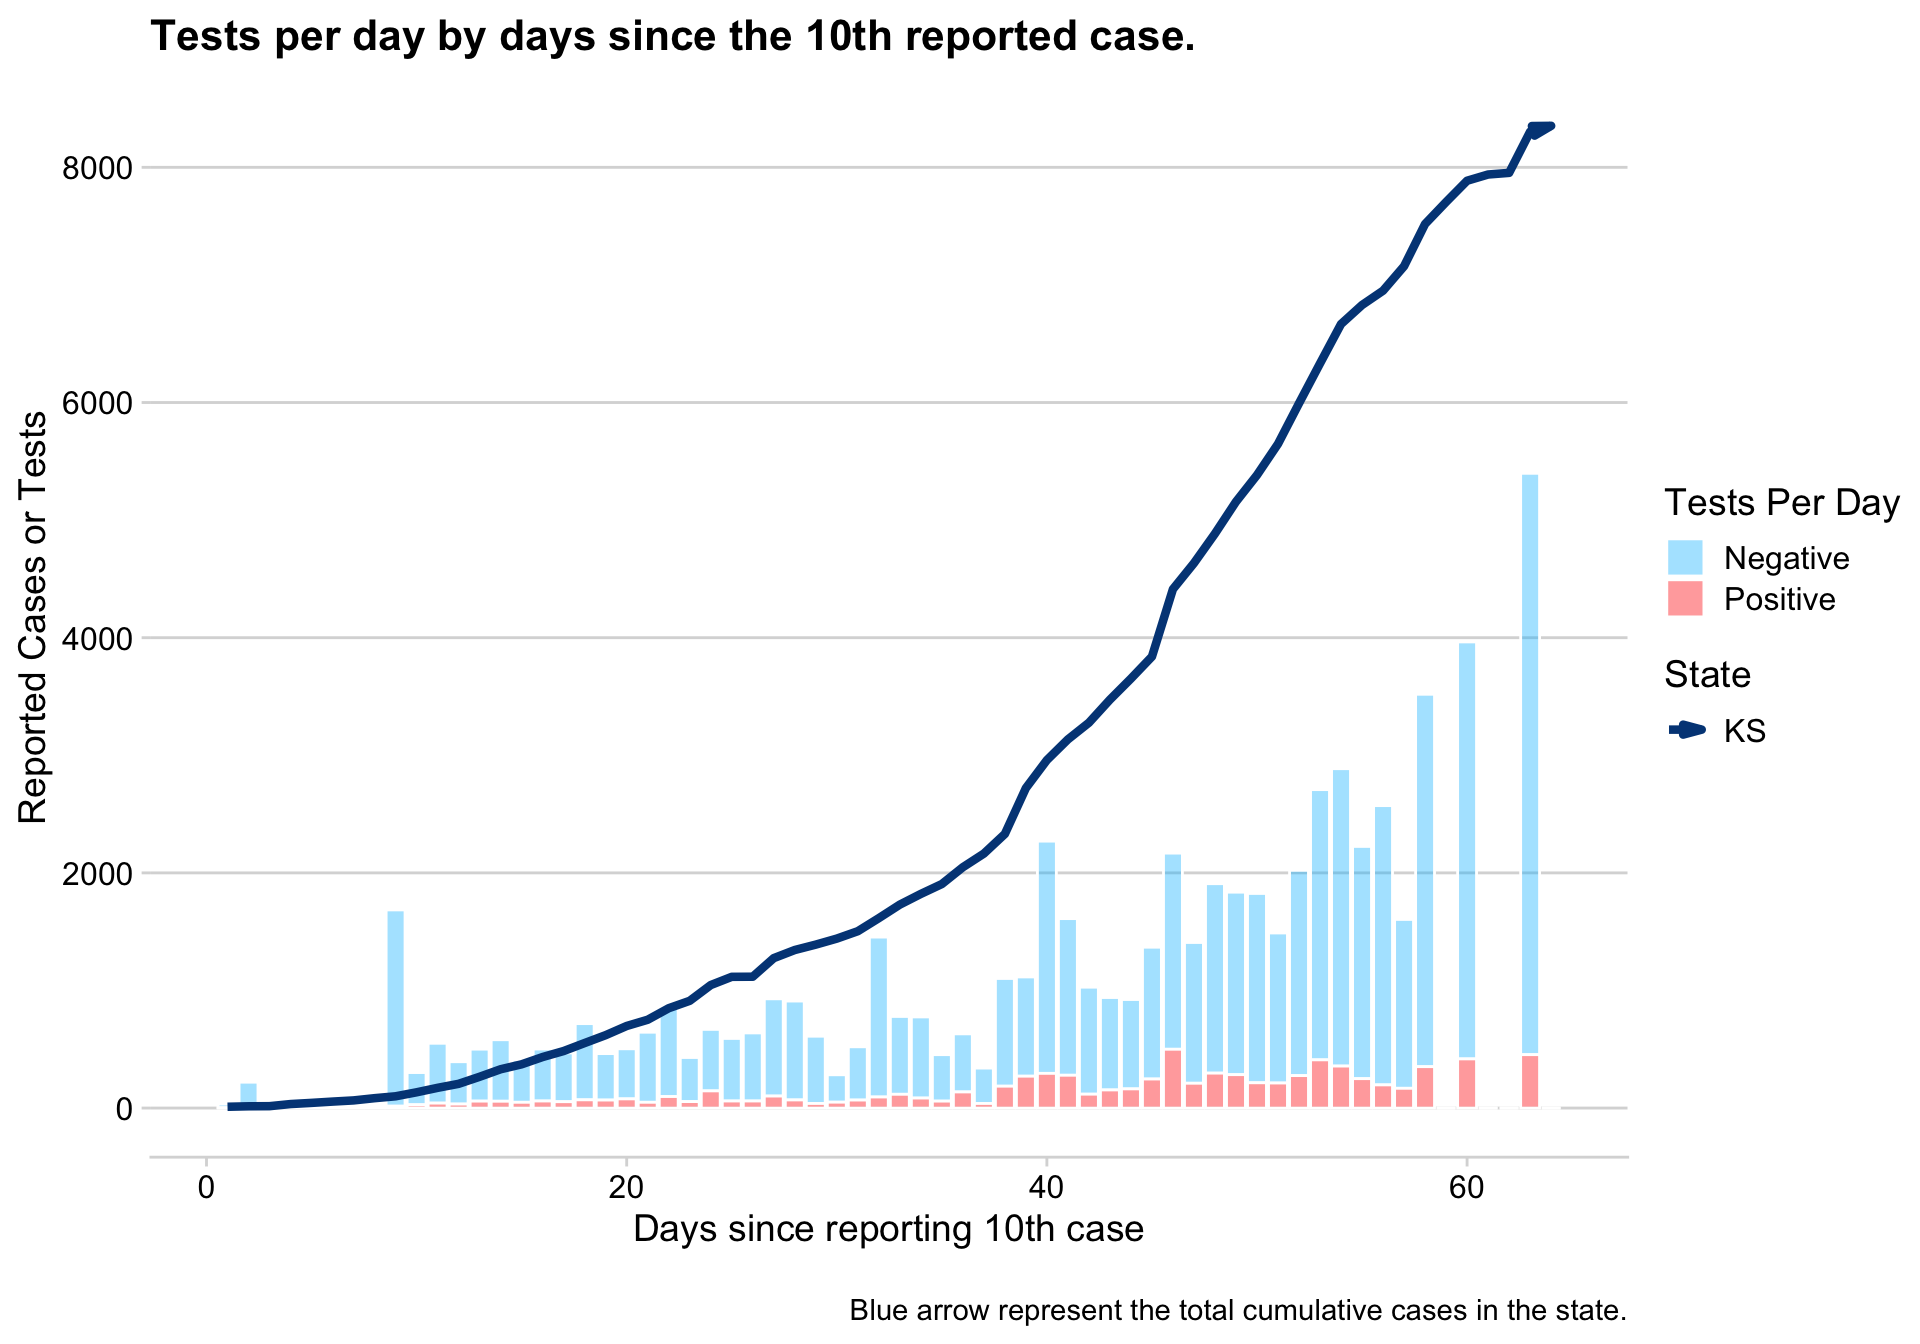 Tests per day by days since the 10th reported case.
8000
6000
4000
2000
0
Reported Cases or Tests
0
20
40
60
Days since reporting 10th case
Tests Per Day
Negative
Positive
State
KS
Blue arrow represent the total cumulative cases in the state.